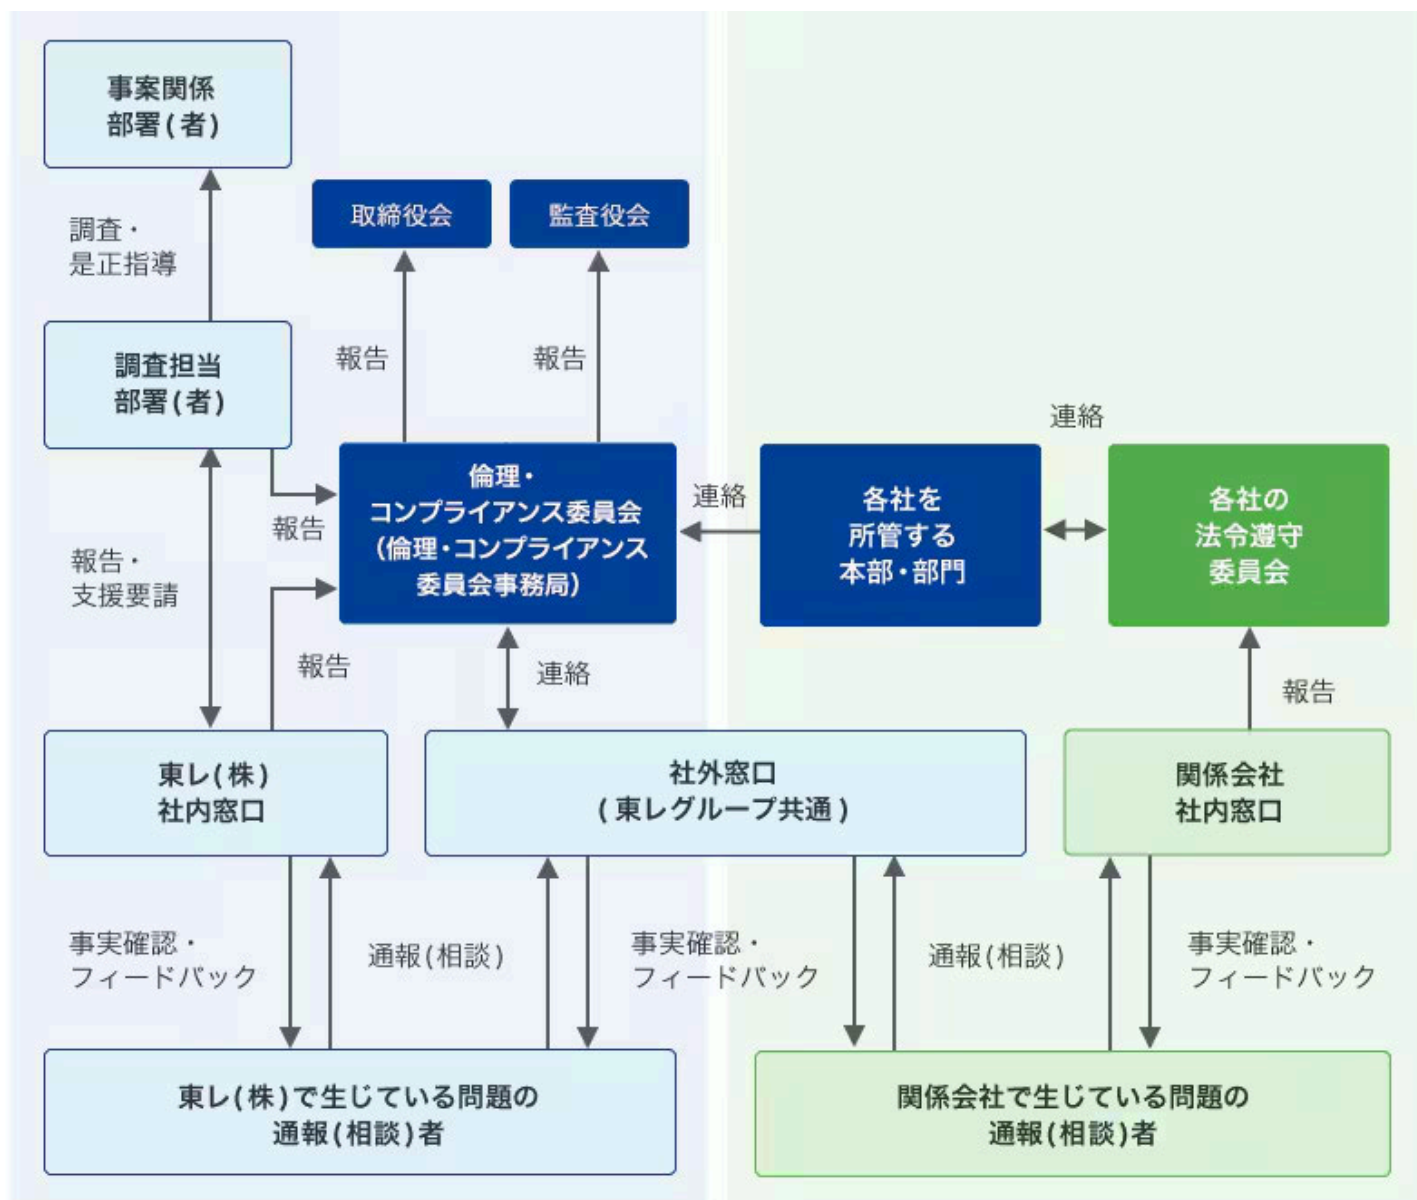 事案関係
部署(者)
調査・
是正指導
取締役会
監査役会
調査担当
部署(者)
報告
報告
連絡
倫理・
コンプライアンス委員会
(倫理・コンプライアンス
委員会事務局)
連絡
各社を
所管する
本部・部門
各社の
法令遵守
委員会
報告
報告・
支援要請
報告
連絡
報告
東レ(株)
社内窓口
社外窓口
(東レグループ共通)
関係会社
社内窓口
事実確認・
フィードバック
通報(相談)
事実確認・
フィードバック
通報(相談)
事実確認・
フィードバック
東レ(株)で生じている問題の
通報(相談)者
関係会社で生じている問題の
通報(相談)者